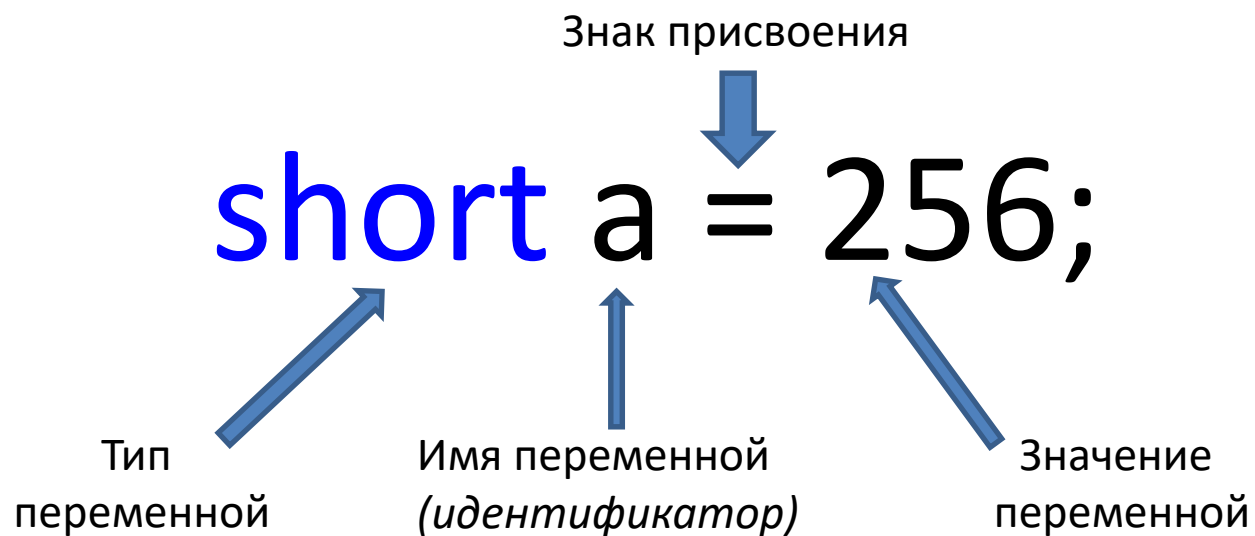 Знак присвоения
short a = 256;
Тип
переменной
Имя переменной
(идентификатор)
Значение
переменной